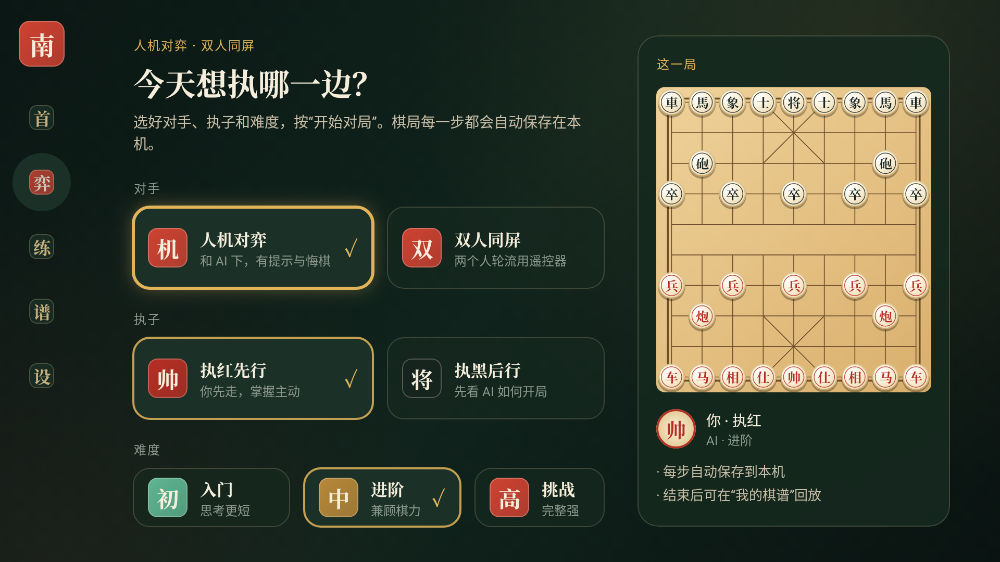 南
首
弈
练
谱
设
人机对弈 · 双人同屏
今天想执哪一边？
选好对手、执子和难度，按“开始对局”。棋局每一步都会自动保存在本
机。
对手
机
人机对弈
和 AI 下，有提示与悔棋
✓
双
双人同屏
两个人轮流用遥控器
执子
帅
执红先行
你先走，掌握主动
✓
将
执黑后行
先看 AI 如何开局
难度
初
入门
思考更短
中
进阶
兼顾棋力
✓
高
挑战
完整强
这一局
車 馬 象 士 将 士 象 馬 車
砲 砲
卒 卒 卒 卒 卒
兵 兵 兵 兵 兵
炮 炮
车 马 相 仕 帅 仕 相 马 车
帅
你 · 执红
AI · 进阶
· 每步自动保存到本机
· 结束后可在“我的棋谱”回放